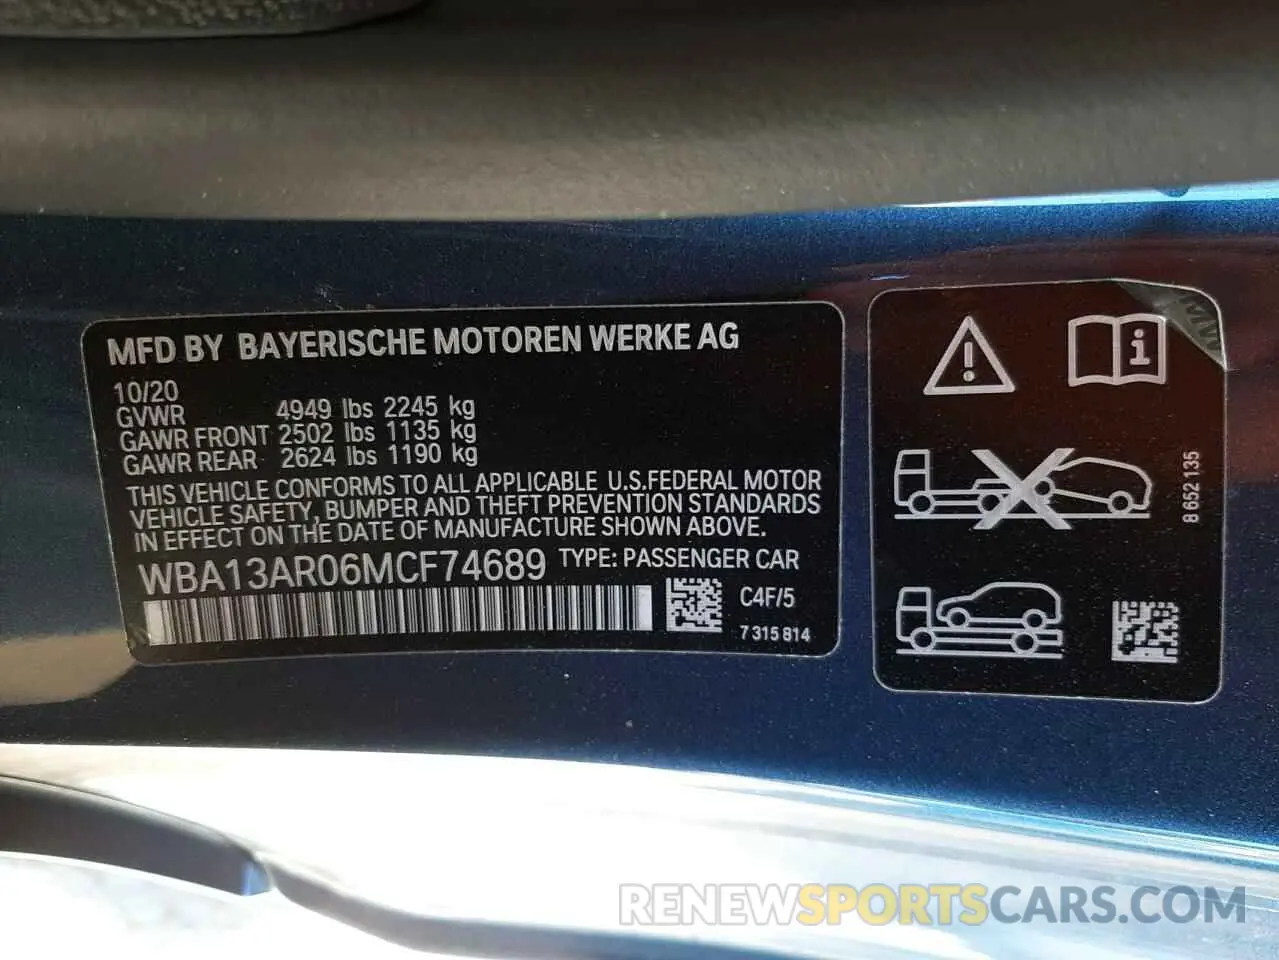 MFD BY BAYERISCHE MOTOREN WERKE AG
10/20
GVWR 4949 lbs 2245 kg
GAWR FRONT 2502 lbs 1135 kg
GAWR REAR 2624 lbs 1190 kg
THIS VEHICLE CONFORMS TO ALL APPLICABLE U.S.FEDERAL MOTOR
VEHICLE SAFETY, BUMPER AND THEFT PREVENTION STANDARDS
IN EFFECT ON THE DATE OF MANUFACTURE SHOWN ABOVE.
WBA13AR06MCF74689 TYPE: PASSENGER CAR
C4F/5
7 315 814
8 652 135
RENEWSPORTSCARS.COM